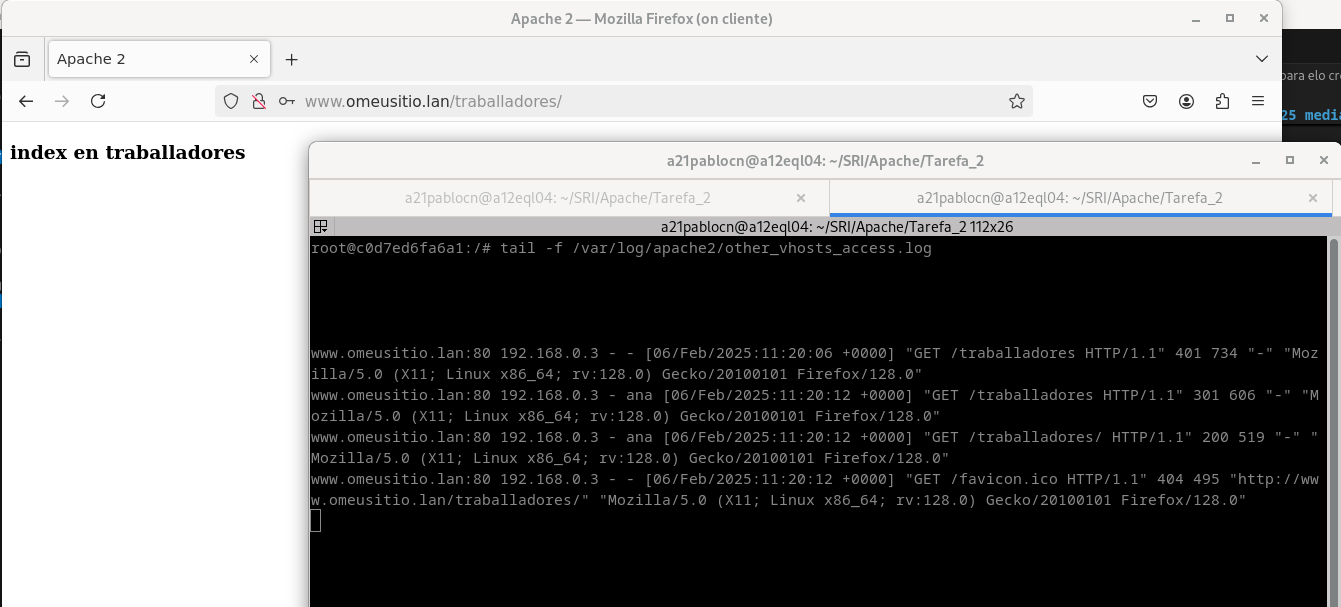 Apache 2 — Mozilla Firefox (on cliente)
Apache 2
www.omeusitio.lan/traballadores/
para elo cr
25 medi
index en traballadores
a21pablocn@a12eql04: ~/SRI/Apache/Tarefa_2
a21pablocn@a12eql04: ~/SRI/Apache/Tarefa_2
a21pablocn@a12eql04: ~/SRI/Apache/Tarefa_2
a21pablocn@a12eql04: ~/SRI/Apache/Tarefa_2 112x26
root@c0d7ed6fa6a1:/# tail -f /var/log/apache2/other_vhosts_access.log
www.omeusitio.lan:80 192.168.0.3 - - [06/Feb/2025:11:20:06 +0000] "GET /traballadores HTTP/1.1" 401 734 "-" "Moz
illa/5.0 (X11; Linux x86_64; rv:128.0) Gecko/20100101 Firefox/128.0"
www.omeusitio.lan:80 192.168.0.3 - ana [06/Feb/2025:11:20:12 +0000] "GET /traballadores HTTP/1.1" 301 606 "-" "M
ozilla/5.0 (X11; Linux x86_64; rv:128.0) Gecko/20100101 Firefox/128.0"
www.omeusitio.lan:80 192.168.0.3 - ana [06/Feb/2025:11:20:12 +0000] "GET /traballadores/ HTTP/1.1" 200 519 "-" "
Mozilla/5.0 (X11; Linux x86_64; rv:128.0) Gecko/20100101 Firefox/128.0"
www.omeusitio.lan:80 192.168.0.3 - - [06/Feb/2025:11:20:12 +0000] "GET /favicon.ico HTTP/1.1" 404 495 "http://ww
w.omeusitio.lan/traballadores/" "Mozilla/5.0 (X11; Linux x86_64; rv:128.0) Gecko/20100101 Firefox/128.0"